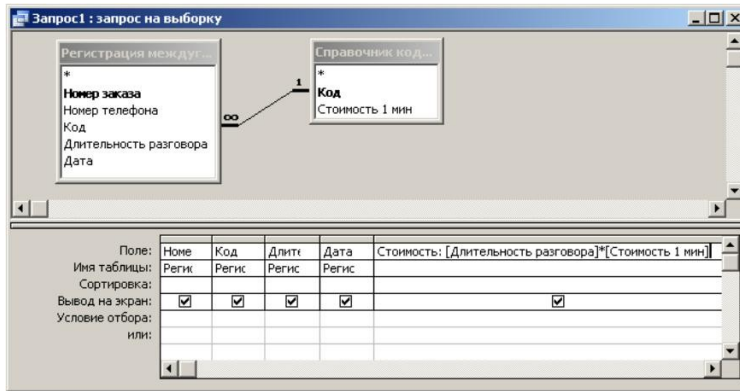 Запрос1 : запрос на выборку
Регистрация междуг...
*
Номер заказа
Номер телефона
Код
Длительность разговора
Дата
∞
1
Справочник код...
*
Код
Стоимость 1 мин
Поле: Номе Код Длите Дата Стоимость: [Длительность разговора]*[Стоимость 1 мин]
Имя таблицы: Регис Регис Регис Регис
Сортировка:
Вывод на экран:
Условие отбора:
или: